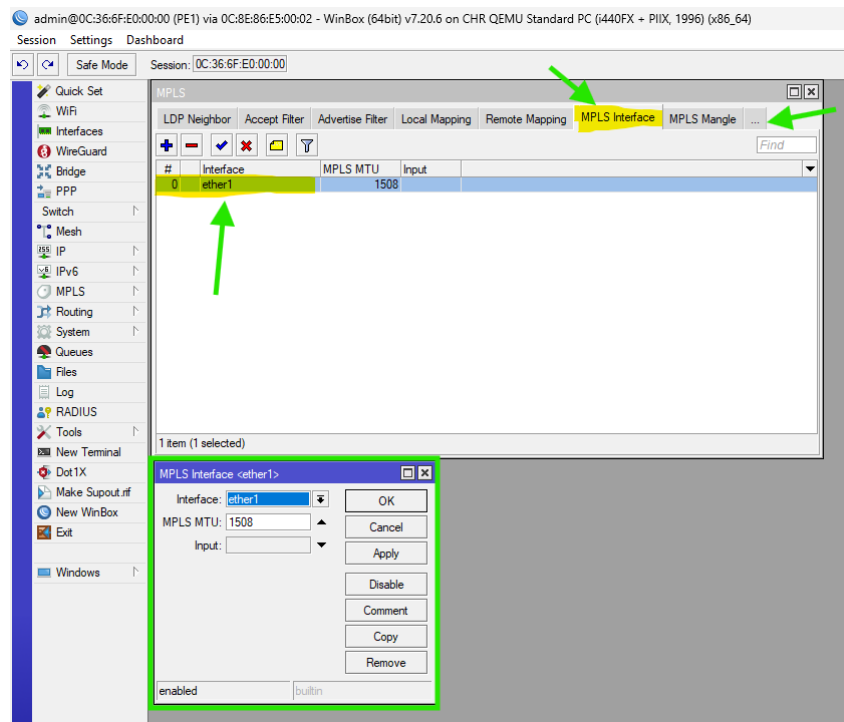 admin@0C:36:6F:E0:00:00 (PE1) via 0C:8E:86:E5:00:02 - WinBox (64bit) v7.20.6 on CHR QEMU Standard PC (i440FX + PIIX, 1996) (x86_64)
Session Settings Dashboard
Safe Mode Session: 0C:36:6F:E0:00:00
Quick Set
WiFi
Interfaces
WireGuard
Bridge
PPP
Switch
Mesh
IP
IPv6
MPLS
Routing
System
Queues
Files
Log
RADIUS
Tools
New Terminal
Dot1X
Make Supout.rif
New WinBox
Exit
Windows
MPLS
LDP Neighbor Accept Filter Advertise Filter Local Mapping Remote Mapping MPLS Interface MPLS Mangle ...
Find
# Interface MPLS MTU Input
0 ether1 1508
1 item (1 selected)
MPLS Interface <ether1>
Interface: ether1 OK
MPLS MTU: 1508 Cancel
Input: Apply
Disable
Comment
Copy
Remove
enabled builtin